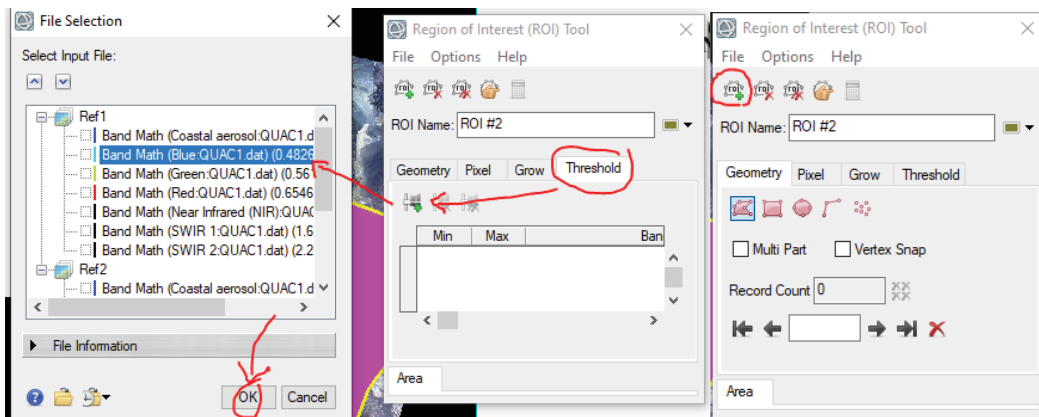 File Selection
Select Input File:
Ref1
Band Math (Coastal aerosol:QUAC1.d
Band Math (Blue:QUAC1.dat) (0.4826
Band Math (Green:QUAC1.dat) (0.561
Band Math (Red:QUAC1.dat) (0.6546
Band Math (Near Infrared (NIR):QUAC
Band Math (SWIR 1:QUAC1.dat) (1.6
Band Math (SWIR 2:QUAC1.dat) (2.2
Ref2
Band Math (Coastal aerosol:QUAC1.d
File Information
OK
Cancel
Region of Interest (ROI) Tool
File Options Help
ROI Name: ROI #2
Geometry Pixel Grow Threshold
Min Max Ban
Area
Region of Interest (ROI) Tool
File Options Help
ROI Name: ROI #2
Geometry Pixel Grow Threshold
Multi Part Vertex Snap
Record Count 0
Area